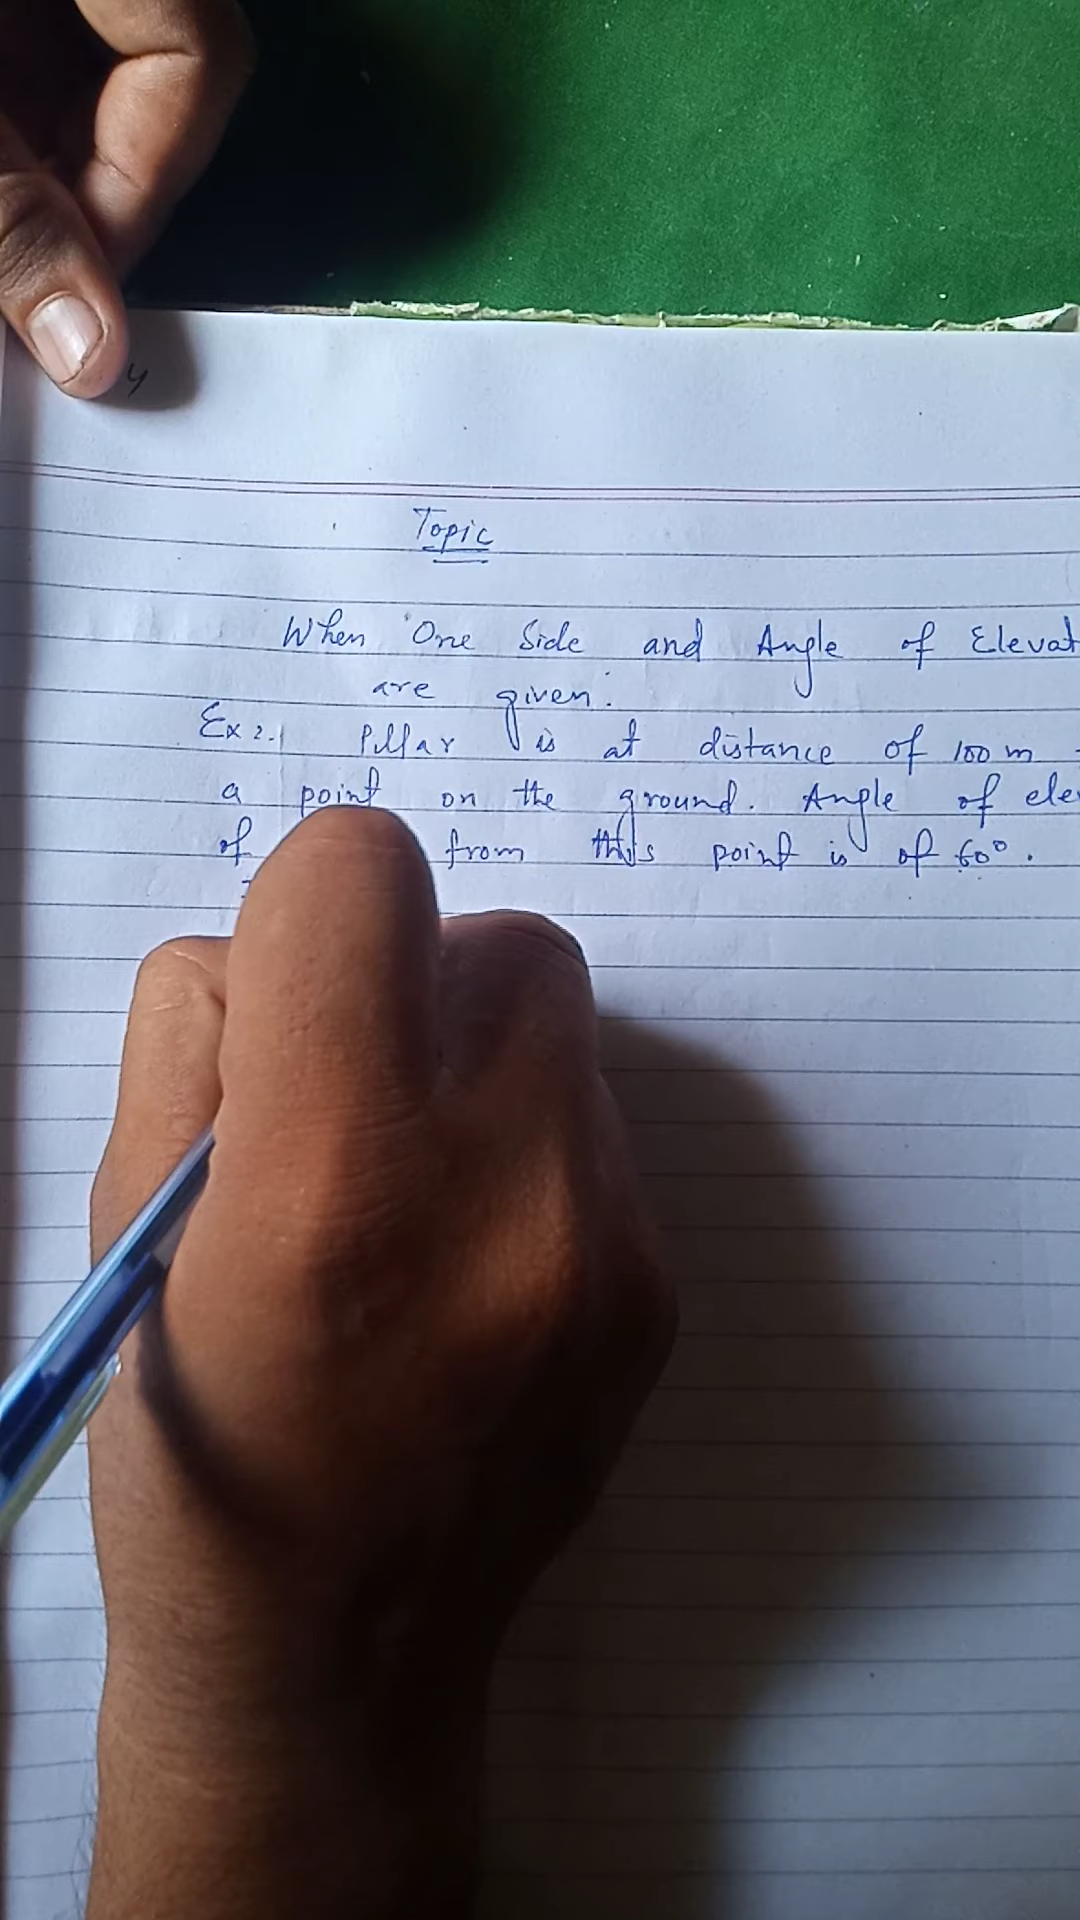 y
Topic
When One Side and Angle of Elevat
are given.
Ex 2. Pillar is at distance of 100 m
a point on the ground. Angle of ele
of from this point is of 60°.